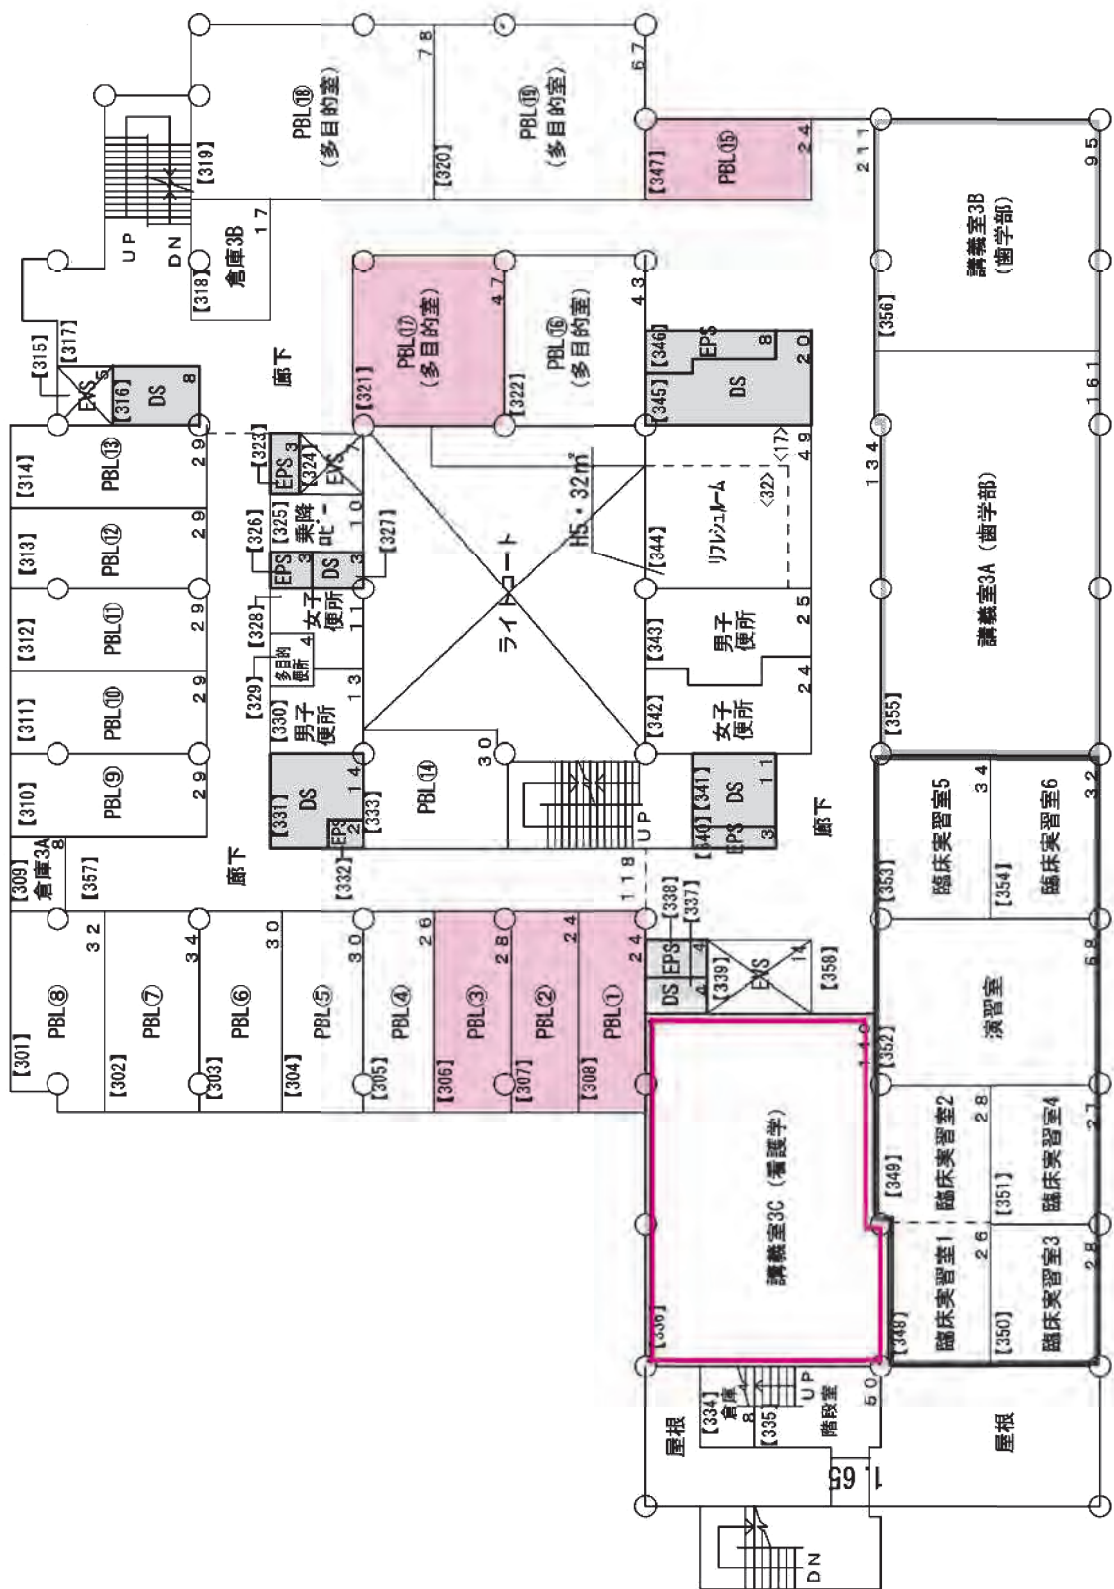 【301】
PBL⑧
32
【302】
PBL⑦
34
【303】
PBL⑥
30
【304】
PBL⑤
30
【305】
PBL④
26
【306】
PBL③
28
【307】
PBL②
24
【308】
PBL①
24
【309】
倉庫3A
8
【357】
廊下
118
【310】
PBL⑨
29
【311】
PBL⑩
29
【312】
PBL⑪
29
【313】
PBL⑫
29
【314】
PBL⑬
29
【315】
EVS
5
【316】
DS
8
【317】
廊下
【318】
倉庫3B
17
UP
DN
【319】
PBL⑱
(多目的室)
78
【320】
PBL⑲
(多目的室)
67
【321】
PBL⑰
(多目的室)
47
【322】
PBL⑯
(多目的室)
43
【323】
EPS
3
【324】
EVS
7
【325】
乗降
ロビー
10
【326】
EPS
3
DS
3
【327】
【328】
女子
便所
11
【329】
多目的
便所
4
【330】
男子
便所
13
【331】
DS
14
【332】
EPS
2
【333】
PBL⑭
30
UP
ライトコート
H5・32㎡
【340】
EPS
3
【341】
DS
11
【342】
女子
便所
24
【343】
男子
便所
25
【344】
リフレシュルーム
<32>
<17>
49
【345】
DS
20
【346】
EPS
8
【347】
PBL⑮
24
211
【338】
【337】
EPS
4
DS
4
【339】
EVS
14
【358】
廊下
【336】
講義室3C (看護学)
屋根
【334】
倉庫
8
【335】
UP
階段室
50
1.65
DN
屋根
【348】
臨床実習室1
26
【349】
臨床実習室2
28
【350】
臨床実習室3
28
【351】
臨床実習室4
27
【352】
演習室
68
【353】
臨床実習室5
34
【354】
臨床実習室6
32
【355】
講義室3A (歯学部)
134
161
【356】
講義室3B
(歯学部)
95